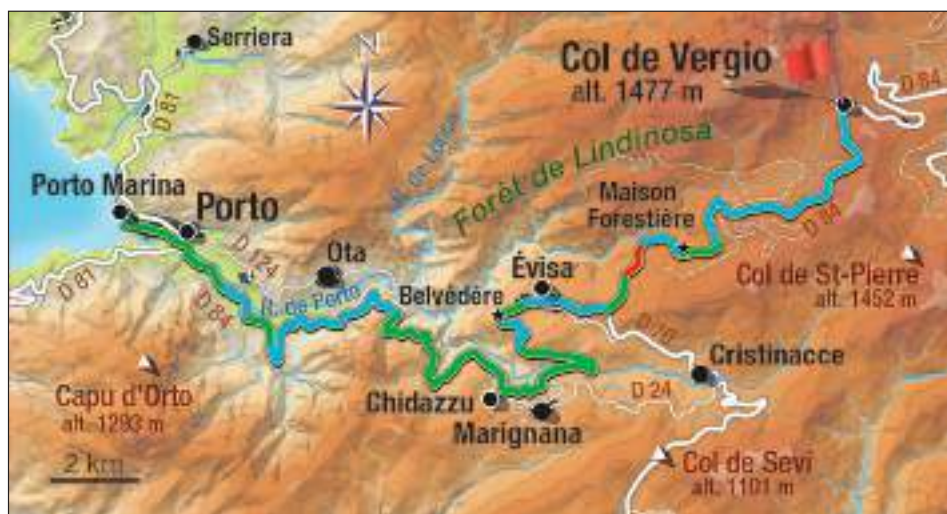 Serriera
N
Col de Vergio
alt. 1477 m
D 84
D 81
Forêt de Lindinosa
Porto Marina
Porto
Maison
Forestière
D 84
D 124
Ota
Évisa
Col de St-Pierre
alt. 1452 m
D 81
D 84
R. de Porto
Belvédère
D 70
Cristinacce
Capu d'Orto
alt. 1293 m
Chidazzu
D 24
Marignana
2 km
Col de Sevi
alt. 1101 m